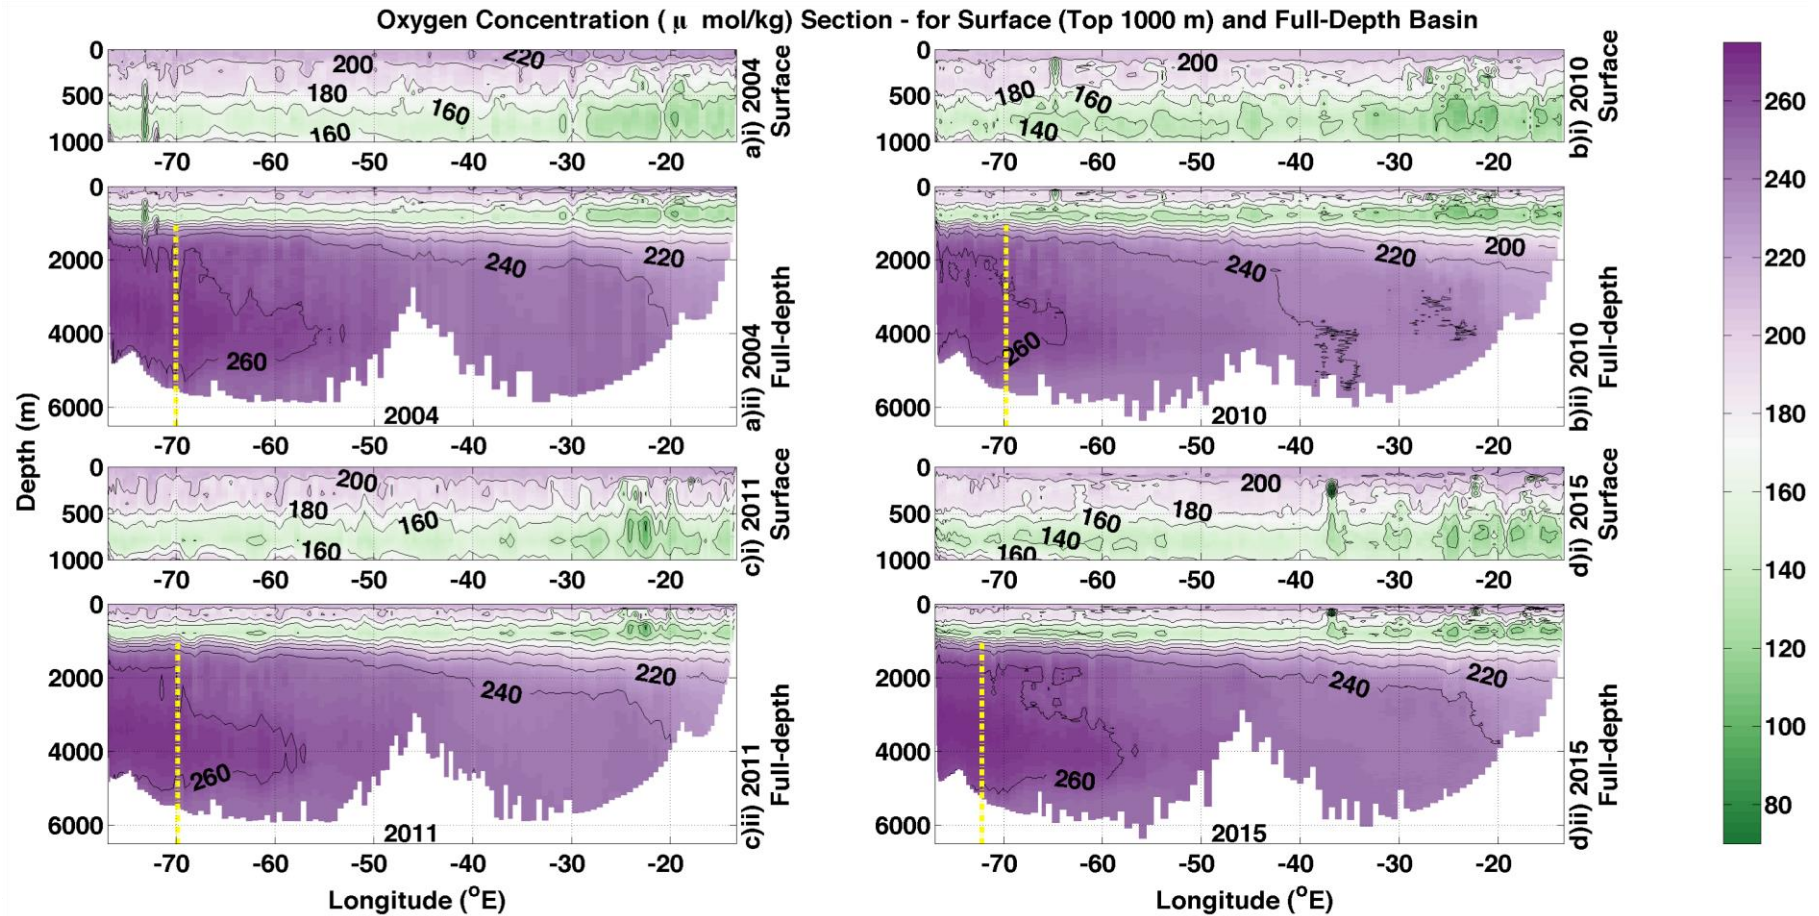 Oxygen Concentration ( μ mol/kg) Section - for Surface (Top 1000 m) and Full-Depth Basin
0
500
1000
200
220
180
160
160
-70 -60 -50 -40 -30 -20
a)ii) 2004
Surface
0
500
1000
200
180
160
140
-70 -60 -50 -40 -30 -20
b)ii) 2010
Surface
0
2000
4000
6000
240
220
260
2004
-70 -60 -50 -40 -30 -20
a)ii) 2004
Full-depth
0
2000
4000
6000
240
220
200
260
2010
-70 -60 -50 -40 -30 -20
b)ii) 2010
Full-depth
Depth (m)
0
500
1000
200
180
160
160
-70 -60 -50 -40 -30 -20
c)ii) 2011
Surface
0
500
1000
200
180
160
140
160
-70 -60 -50 -40 -30 -20
d)ii) 2015
Surface
0
2000
4000
6000
240
220
260
2011
-70 -60 -50 -40 -30 -20
c)ii) 2011
Full-depth
Longitude (°E)
0
2000
4000
6000
240
220
260
2015
-70 -60 -50 -40 -30 -20
d)ii) 2015
Full-depth
Longitude (°E)
260
240
220
200
180
160
140
120
100
80